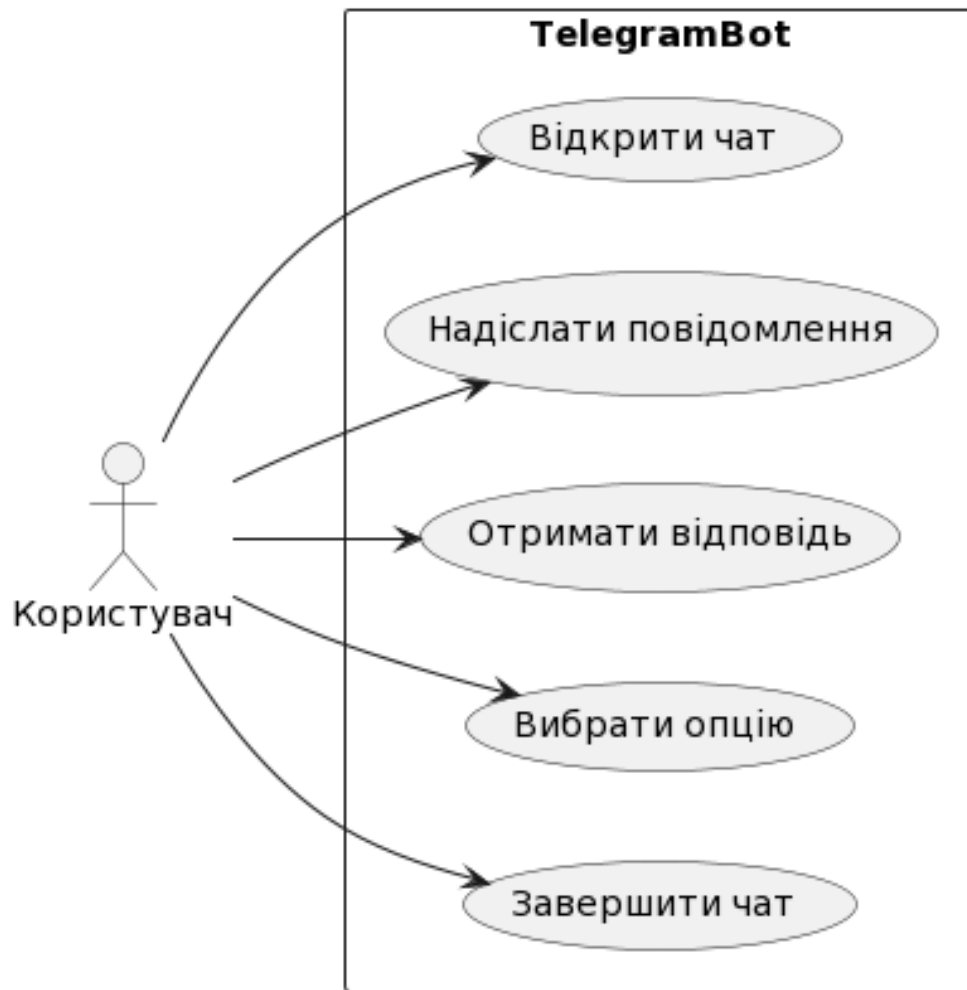 TelegramBot
Відкрити чат
Надіслати повідомлення
Отримати відповідь
Користувач
Вибрати опцію
Завершити чат